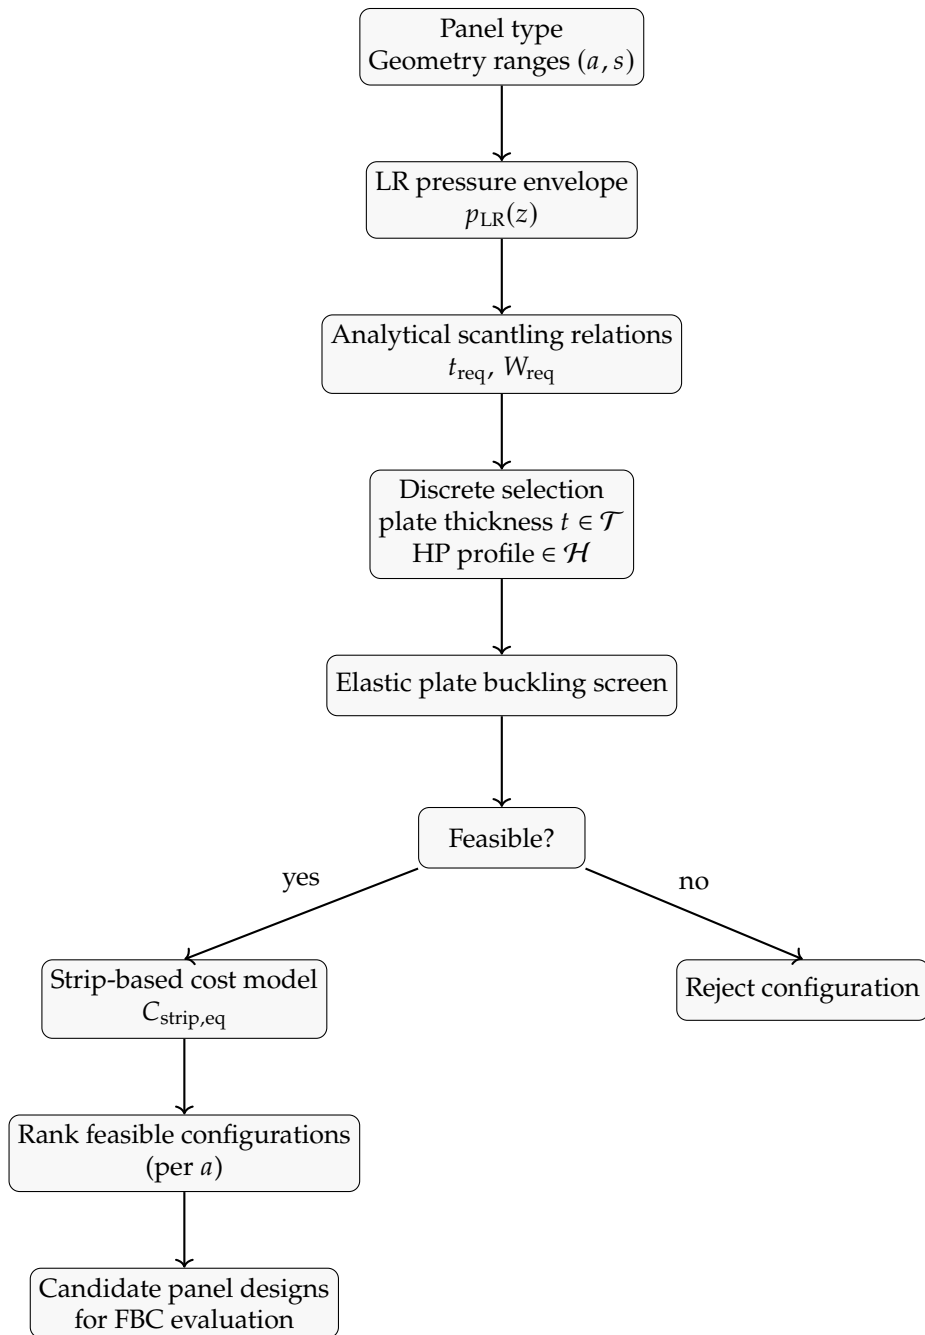 Panel type
Geometry ranges (a, s)
LR pressure envelope
p_LR(z)
Analytical scantling relations
t_req, W_req
Discrete selection
plate thickness t ∈ 𝒯
HP profile ∈ ℋ
Elastic plate buckling screen
Feasible?
yes
no
Strip-based cost model
C_strip,eq
Reject configuration
Rank feasible configurations
(per a)
Candidate panel designs
for FBC evaluation